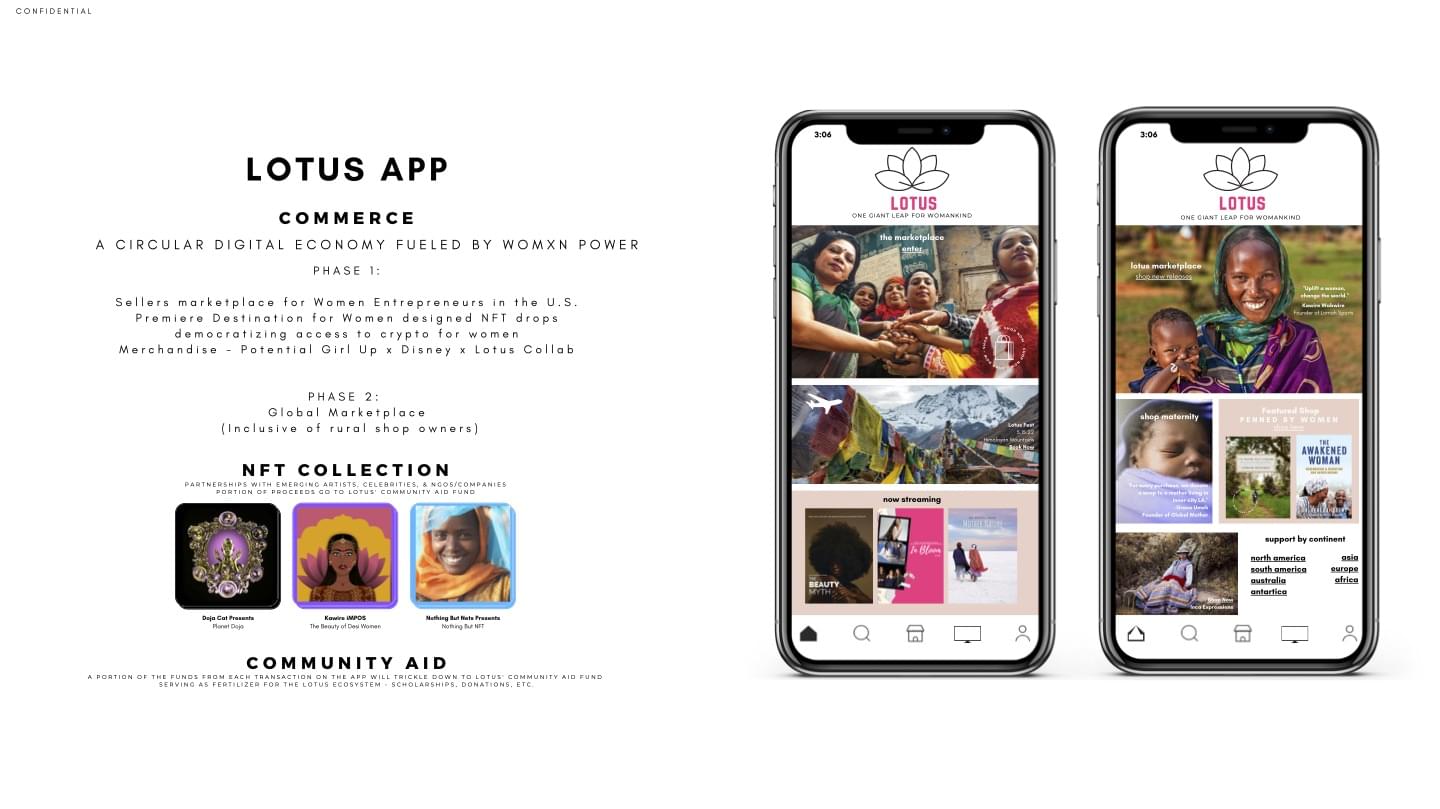 CONFIDENTIAL
LOTUS APP
COMMERCE
A CIRCULAR DIGITAL ECONOMY FUELED BY WOMXN POWER
PHASE 1:
Sellers marketplace for Women Entrepreneurs in the U.S.
Premiere Destination for Women designed NFT drops
democratizing access to crypto for women
Merchandise - Potential Girl Up x Disney x Lotus Collab
PHASE 2:
Global Marketplace
(Inclusive of rural shop owners)
NFT COLLECTION
PARTNERSHIPS WITH EMERGING ARTISTS, CELEBRITIES, & NGOS/COMPANIES
PORTION OF PROCEEDS GO TO LOTUS' COMMUNITY AID FUND
Doja Cat Presents
Planet Doja
Kawire iMPOS
The Beauty of Desi Women
Nothing But Nets Presents
Nothing But NFT
COMMUNITY AID
A PORTION OF THE FUNDS FROM EACH TRANSACTION ON THE APP WILL TRICKLE DOWN TO LOTUS' COMMUNITY AID FUND
SERVING AS FERTILIZER FOR THE LOTUS ECOSYSTEM - SCHOLARSHIPS, DONATIONS, ETC.
3:06
LOTUS
ONE GIANT LEAP FOR WOMANKIND
the marketplace
enter
Lotus Fest
5.15.22
Himalayan Mountains
Book Now
now streaming
THE
BEAUTY
MYTH
In Bloom
MOTHER NATURE
3:06
LOTUS
ONE GIANT LEAP FOR WOMANKIND
lotus marketplace
shop new releases
"Uplift a woman,
change the world."
Kawire Wakwire
Founder of Lamah Sports
shop maternity
"For every purchase, we donate
a soap to a mother living in
inner city LA."
Founder of Global Mother
Featured Shop
PENNED BY WOMEN
shop here
THE
AWAKENED
WOMAN
Shop Now
Inca Expressions
support by continent
north america
south america
australia
antartica
asia
europe
africa